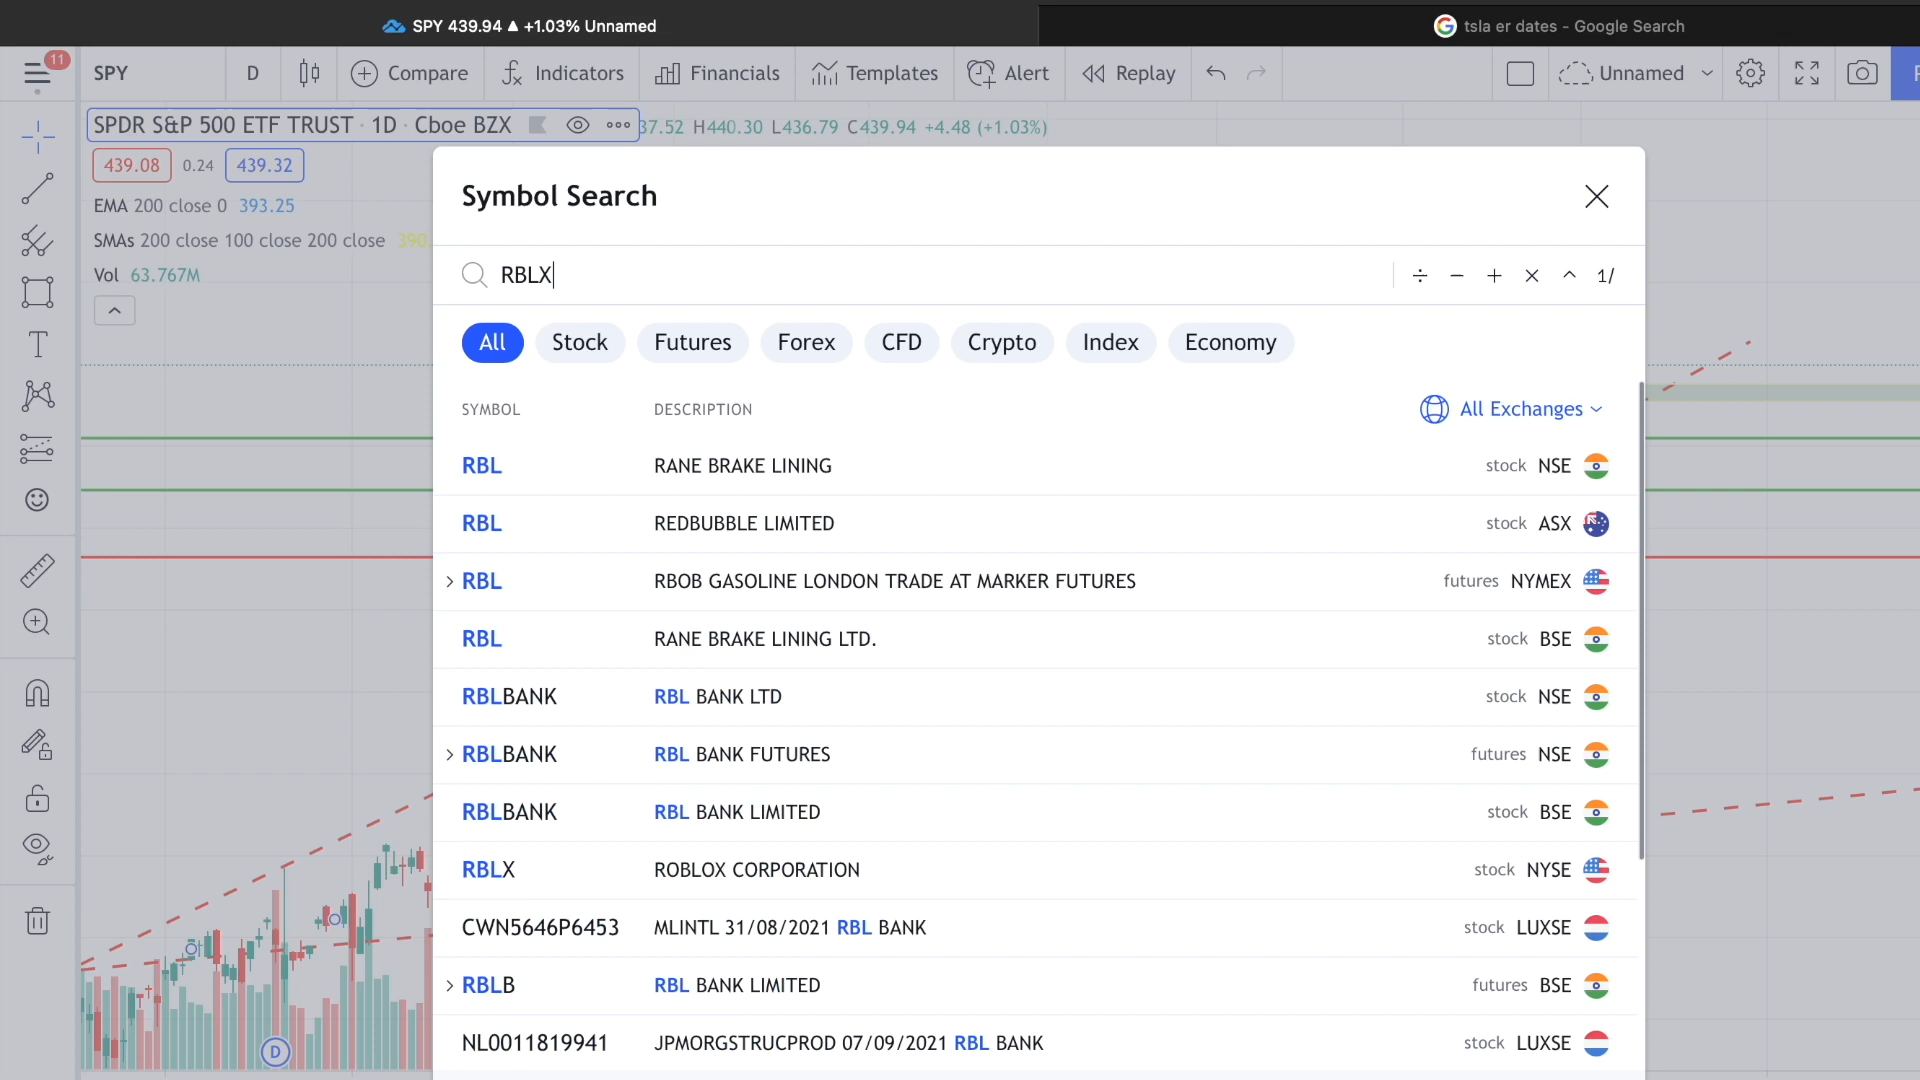 SPY 439.94 ▲ +1.03% Unnamed
tsla er dates - Google Search
11
SPY
D
Compare
Indicators
Financials
Templates
Alert
Replay
Unnamed
SPDR S&P 500 ETF TRUST · 1D · Cboe BZX
37.52 H440.30 L436.79 C439.94 +4.48 (+1.03%)
439.08 0.24 439.32
EMA 200 close 0 393.25
SMAs 200 close 100 close 200 close 390.
Vol 63.767M
Symbol Search
RBLX
÷ − + × ^ 1/
All Stock Futures Forex CFD Crypto Index Economy
SYMBOL DESCRIPTION All Exchanges
RBL RANE BRAKE LINING stock NSE
RBL REDBUBBLE LIMITED stock ASX
RBL RBOB GASOLINE LONDON TRADE AT MARKER FUTURES futures NYMEX
RBL RANE BRAKE LINING LTD. stock BSE
RBLBANK RBL BANK LTD stock NSE
RBLBANK RBL BANK FUTURES futures NSE
RBLBANK RBL BANK LIMITED stock BSE
RBLX ROBLOX CORPORATION stock NYSE
CWN5646P6453 MLINTL 31/08/2021 RBL BANK stock LUXSE
RBLB RBL BANK LIMITED futures BSE
NL0011819941 JPMORGSTRUCPROD 07/09/2021 RBL BANK stock LUXSE
D